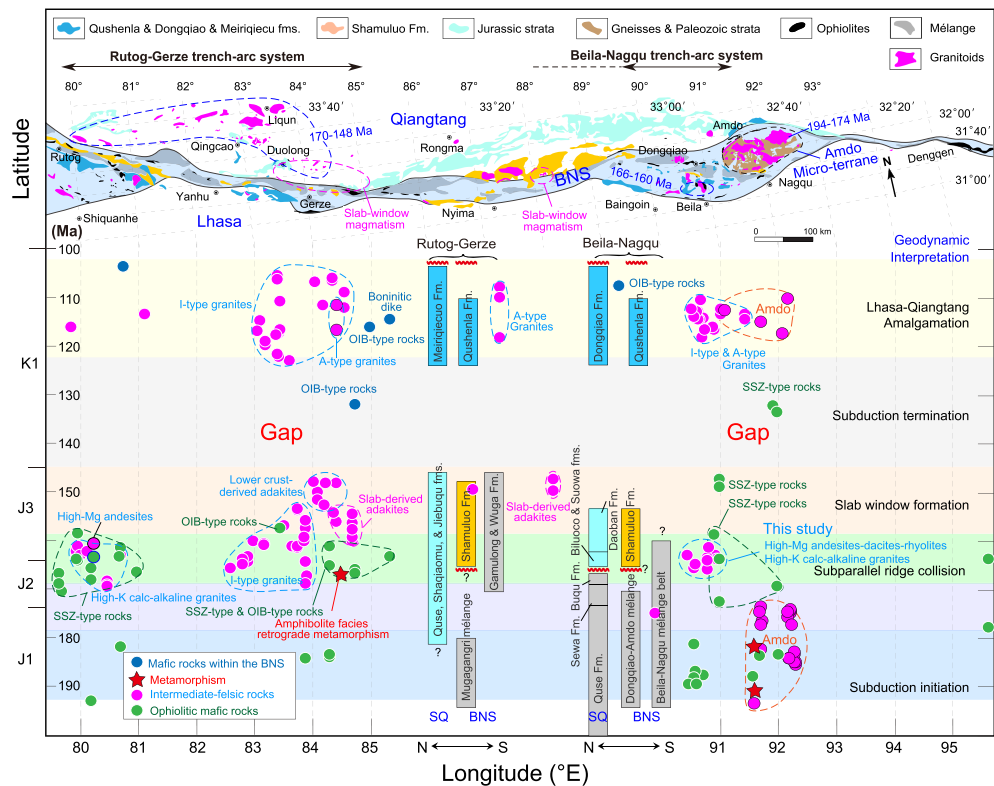 Qushenla & Dongqiao & Meiriqiecu fms.
Shamuluo Fm.
Jurassic strata
Gneisses & Paleozoic strata
Ophiolites
Mélange
Granitoids
Rutog-Gerze trench-arc system
Beila-Nagqu trench-arc system
80° 81° 82° 83° 84° 85° 86° 87° 88° 89° 90° 91° 92° 93°
33°40′
33°20′
33°00′
32°40′
32°20′
32°00′
31°40′
31°00′
Latitude
LIqun
170-148 Ma
Qiangtang
Amdo
194-174 Ma
Rutog
Qingcao
Duolong
Rongma
Dongqiao
Amdo
Micro-terrane
Dengqen
N
BNS
166-160 Ma
Nagqu
Yanhu
Gerze
Slab-window
magmatism
Nyima
Slab-window
magmatism
Baingoin
Beila
Shiquanhe
Lhasa
0 100 km
(Ma)
Rutog-Gerze
Beila-Nagqu
Geodynamic
Interpretation
100
110
120
130
140
150
180
190
K1
J3
J2
J1
I-type granites
Boninitic
dike
OIB-type rocks
A-type granites
Meiriqiecuo Fm.
Qushenla Fm.
A-type
Granites
Dongqiao Fm.
Qushenla Fm.
OIB-type rocks
Amdo
I-type & A-type
Granites
Lhasa-Qiangtang
Amalgamation
OIB-type rocks
SSZ-type rocks
Subduction termination
Gap
Gap
Lower crust-
derived adakites
Slab-derived
adakites
High-Mg andesites
OIB-type rocks
SSZ-type rocks
High-K calc-alkaline granites
I-type granites
SSZ-type & OIB-type rocks
Amphibolite facies
retrograde metamorphism
Quse, Shaqiaomu, & Jiebuqu fms.
Shamuluo Fm.
Gamulong & Wuga Fm.
Mugagangri mélange
?
?
Slab-derived
adakites
Sewa Fm. Buqu Fm. Biluoco & Suowa fms.
Daoban Fm.
Shamuluo Fm.
Quse Fm.
Dongqiao-Amdo mélange
Beila-Nagqu mélange belt
?
?
SSZ-type rocks
SSZ-type rocks
Slab window formation
This study
High-Mg andesites-dacites-rhyolites
High-K calc-alkaline granites
Subparallel ridge collision
Amdo
Subduction initiation
Mafic rocks within the BNS
Metamorphism
Intermediate-felsic rocks
Ophiolitic mafic rocks
SQ BNS
SQ BNS
80 81 82 83 84 85 N S N S 91 92 93 94 95
Longitude (°E)